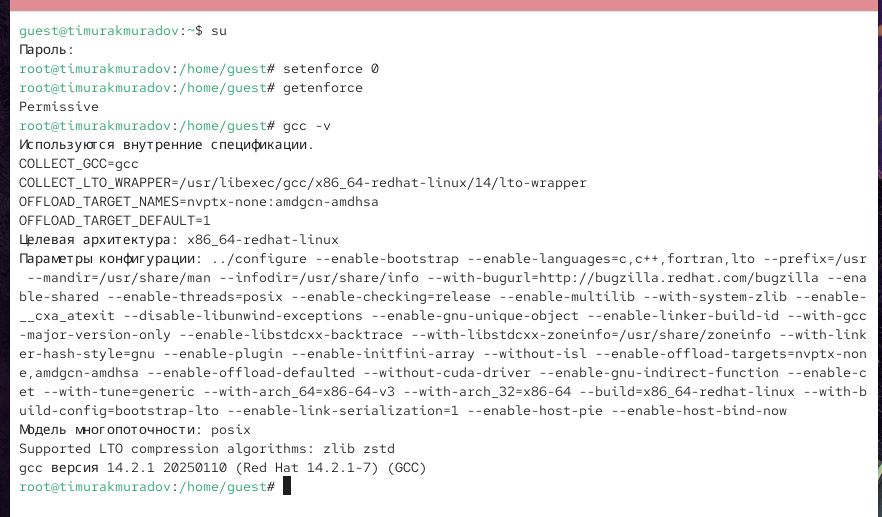 guest@timurakmuradov:~$ su
Пароль:
root@timurakmuradov:/home/guest# setenforce 0
root@timurakmuradov:/home/guest# getenforce
Permissive
root@timurakmuradov:/home/guest# gcc -v
Используются внутренние спецификации.
COLLECT_GCC=gcc
COLLECT_LTO_WRAPPER=/usr/libexec/gcc/x86_64-redhat-linux/14/lto-wrapper
OFFLOAD_TARGET_NAMES=nvptx-none:amdgcn-amdhsa
OFFLOAD_TARGET_DEFAULT=1
Целевая архитектура: x86_64-redhat-linux
Параметры конфигурации: ../configure --enable-bootstrap --enable-languages=c,c++,fortran,lto --prefix=/usr
 --mandir=/usr/share/man --infodir=/usr/share/info --with-bugurl=http://bugzilla.redhat.com/bugzilla --ena
ble-shared --enable-threads=posix --enable-checking=release --enable-multilib --with-system-zlib --enable-
__cxa_atexit --disable-libunwind-exceptions --enable-gnu-unique-object --enable-linker-build-id --with-gcc
-major-version-only --enable-libstdcxx-backtrace --with-libstdcxx-zoneinfo=/usr/share/zoneinfo --with-link
er-hash-style=gnu --enable-plugin --enable-initfini-array --without-isl --enable-offload-targets=nvptx-non
e,amdgcn-amdhsa --enable-offload-defaulted --without-cuda-driver --enable-gnu-indirect-function --enable-c
et --with-tune=generic --with-arch_64=x86-64-v3 --with-arch_32=x86-64 --build=x86_64-redhat-linux --with-b
uild-config=bootstrap-lto --enable-link-serialization=1 --enable-host-pie --enable-host-bind-now
Модель многопоточности: posix
Supported LTO compression algorithms: zlib zstd
gcc версия 14.2.1 20250110 (Red Hat 14.2.1-7) (GCC)
root@timurakmuradov:/home/guest#